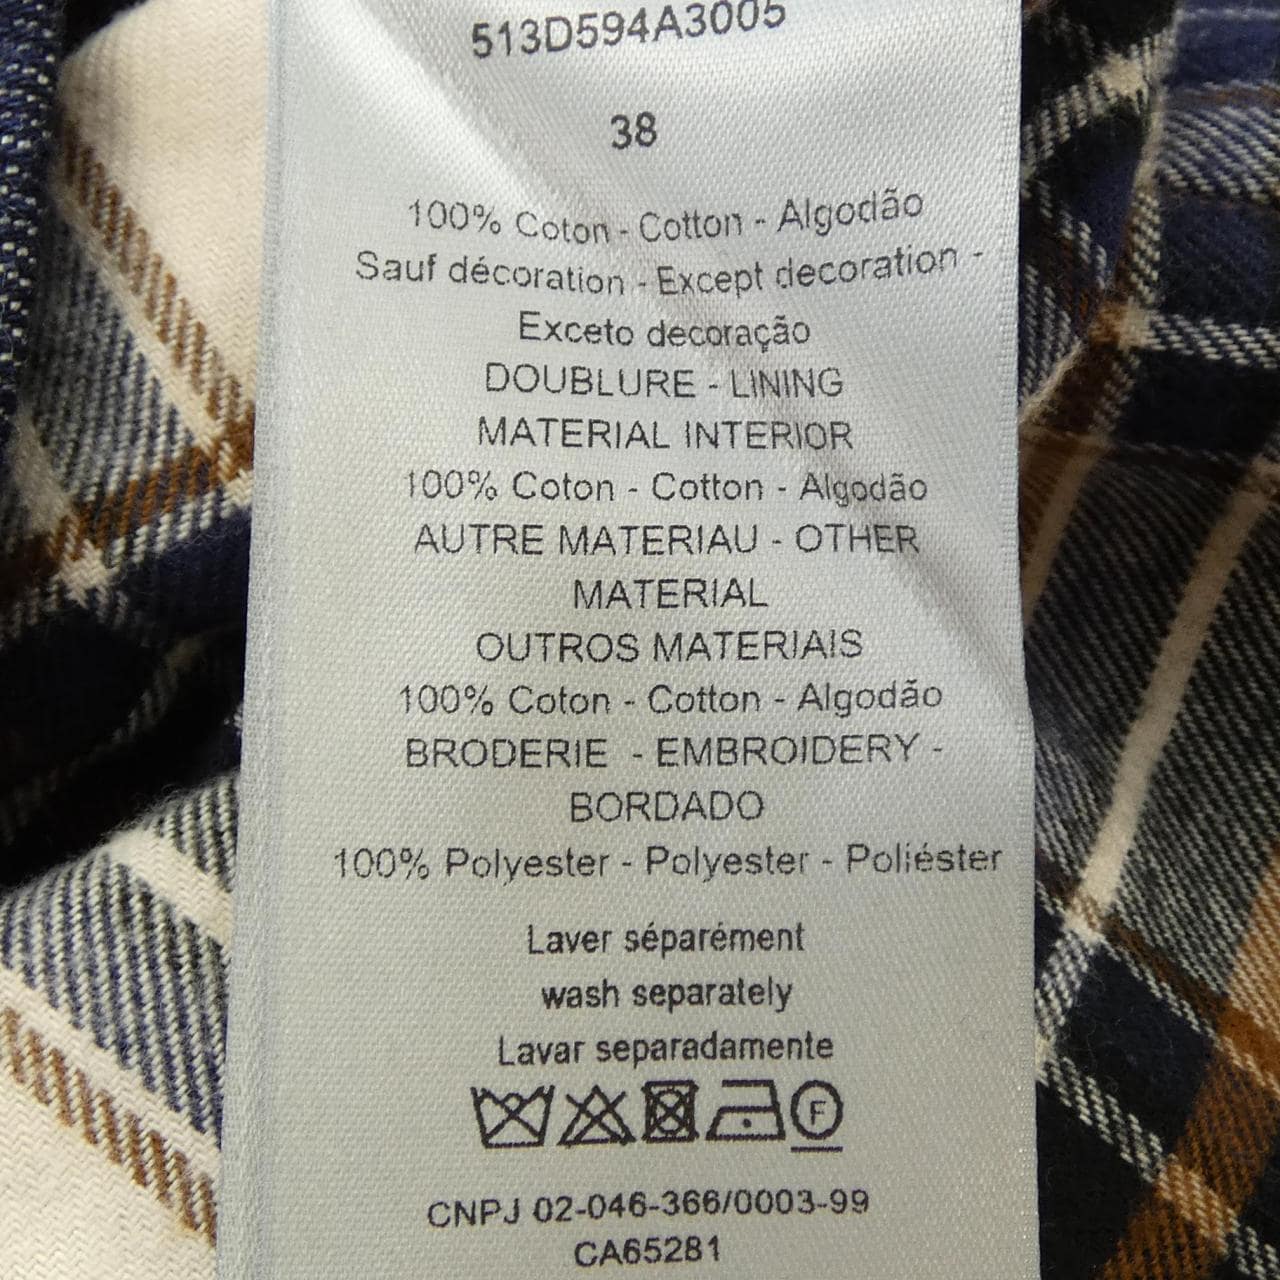 513D594A3005
38
100% Coton - Cotton - Algodão
Sauf décoration - Except decoration -
Exceto decoração
DOUBLURE - LINING
MATERIAL INTERIOR
100% Coton - Cotton - Algodão
AUTRE MATERIAU - OTHER
MATERIAL
OUTROS MATERIAIS
100% Coton - Cotton - Algodão
BRODERIE - EMBROIDERY -
BORDADO
100% Polyester - Polyester - Poliéster
Laver séparément
wash separately
Lavar separadamente
F
CNPJ 02-046-366/0003-99
CA65281